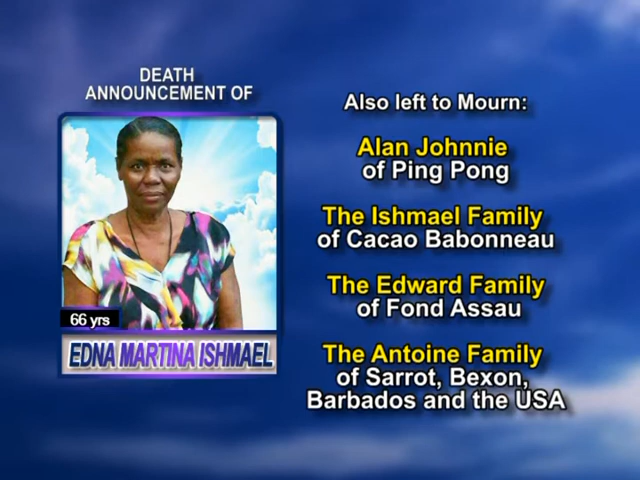 DEATH
ANNOUNCEMENT OF
66 yrs
EDNA MARTINA ISHMAEL
Also left to Mourn:
Alan Johnnie
of Ping Pong
The Ishmael Family
of Cacao Babonneau
The Edward Family
of Fond Assau
The Antoine Family
of Sarrot, Bexon,
Barbados and the USA